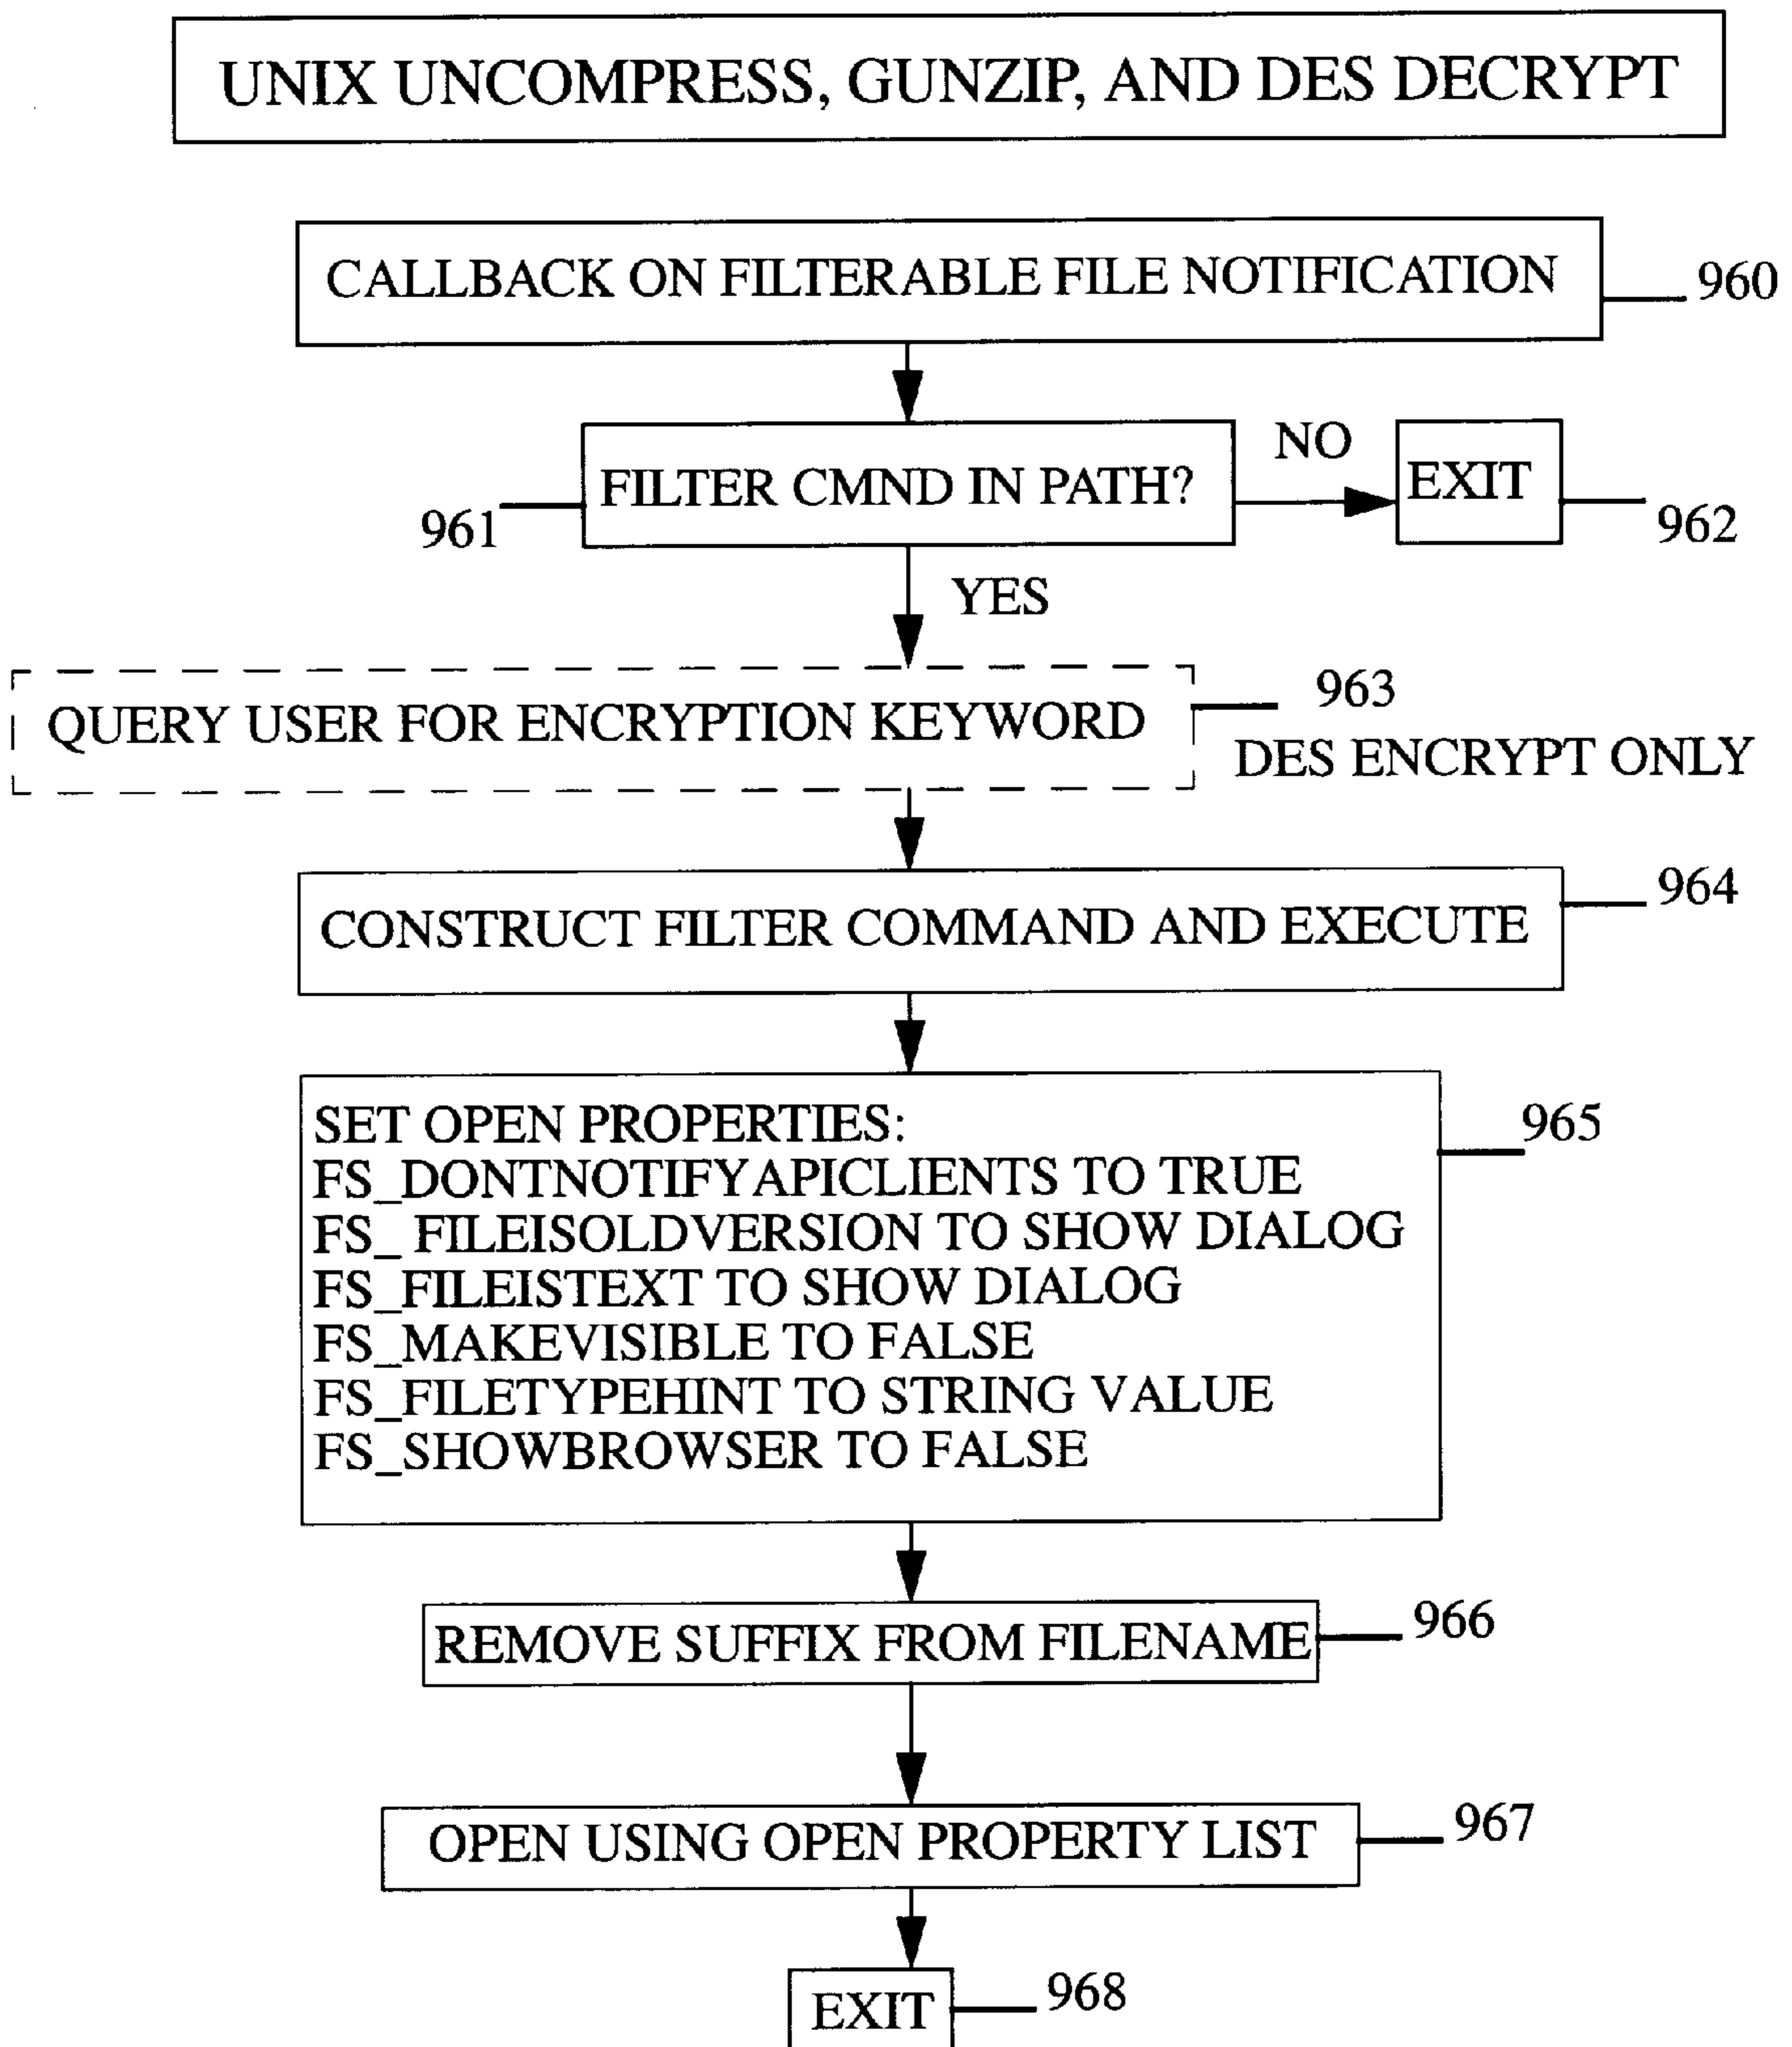 UNIX UNCOMPRESS, GUNZIP, AND DES DECRYPT
CALLBACK ON FILTERABLE FILE NOTIFICATION
960
FILTER CMND IN PATH?
961
NO
EXIT
962
YES
QUERY USER FOR ENCRYPTION KEYWORD
963
DES ENCRYPT ONLY
CONSTRUCT FILTER COMMAND AND EXECUTE
964
SET OPEN PROPERTIES:
965
FS_DONTNOTIFYAPICLIENTS TO TRUE
FS_ FILEISOLDVERSION TO SHOW DIALOG
FS_FILEISTEXT TO SHOW DIALOG
FS_MAKEVISIBLE TO FALSE
FS_FILETYPEHINT TO STRING VALUE
FS_SHOWBROWSER TO FALSE
REMOVE SUFFIX FROM FILENAME
966
OPEN USING OPEN PROPERTY LIST
967
EXIT
968